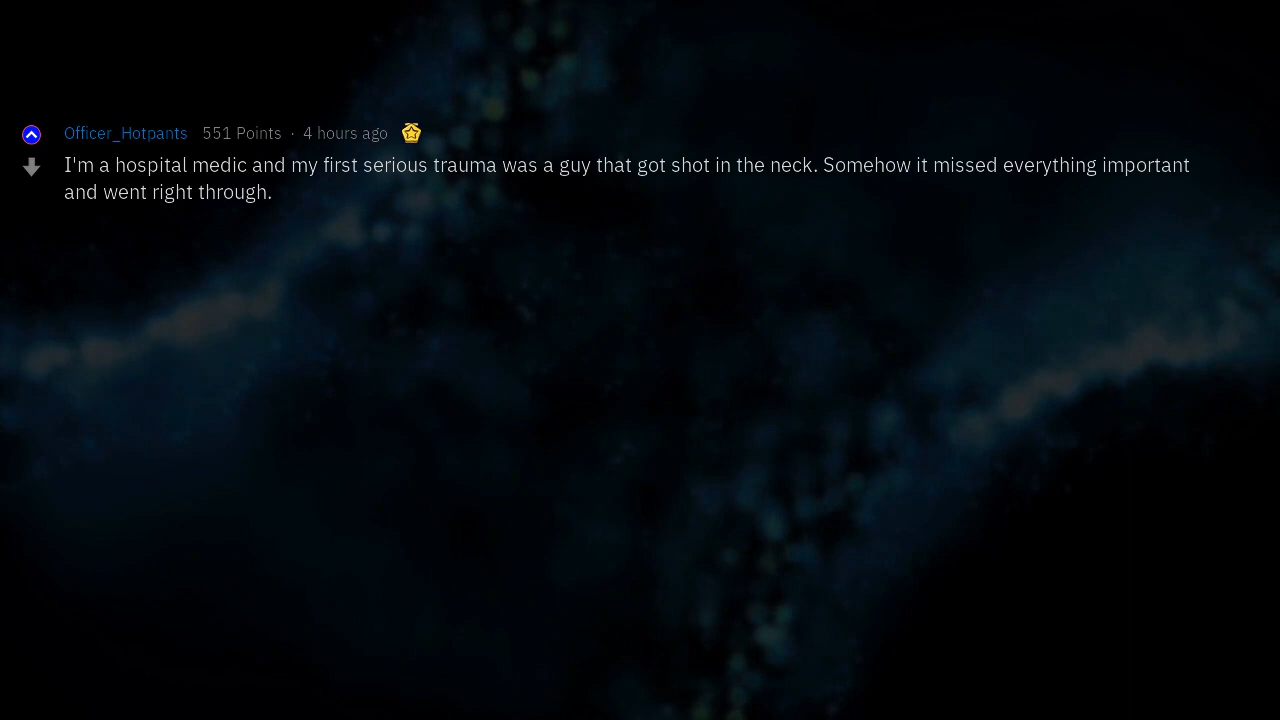 Officer_Hotpants 551 Points · 4 hours ago
I'm a hospital medic and my first serious trauma was a guy that got shot in the neck. Somehow it missed everything important
and went right through.